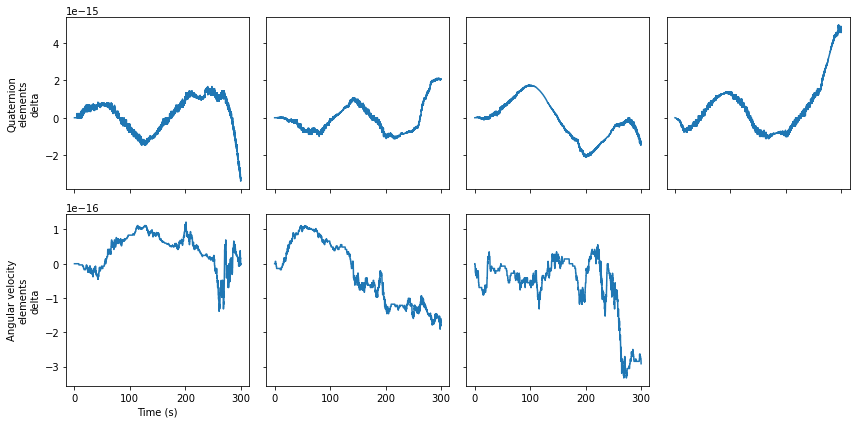 1e−15
4
2
0
−2
Quaternion
elements
delta
1e−16
1
0
−1
−2
−3
Angular velocity
elements
delta
0 100 200 300
0 100 200 300
0 100 200 300
Time (s)